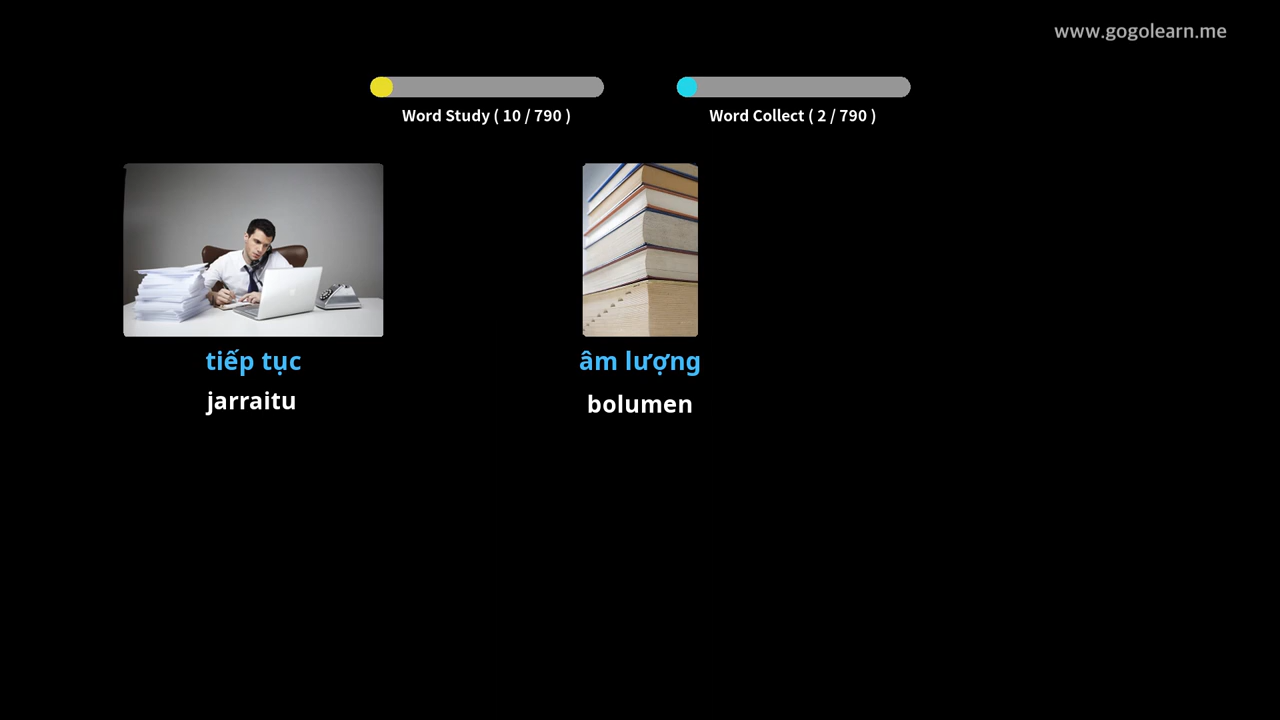 www.gogolearn.me
Word Study ( 10 / 790 )
Word Collect ( 2 / 790 )
tiếp tục
jarraitu
âm lượng
bolumen